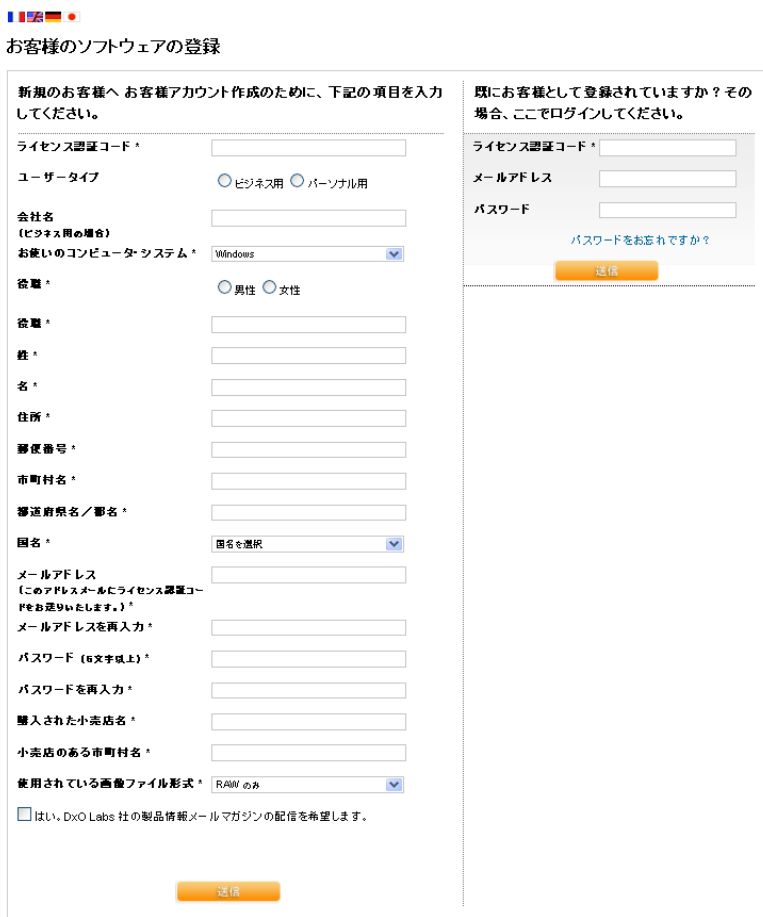 お客様のソフトウェアの登録
新規のお客様へ お客様アカウント作成のために、下記の項目を入力
してください。
ライセンス認証コード *
ユーザータイプ
ビジネス用 パーソナル用
会社名
(ビジネス用の場合)
お使いのコンピュータ・システム *
Windows
役職 *
男性 女性
役職 *
姓 *
名 *
住所 *
郵便番号 *
市町村名 *
都道府県名／郡名 *
国名 *
国名を選択
メールアドレス
(このアドレスメールにライセンス認証コー
ドをお送りいたします。) *
メールアドレスを再入力 *
パスワード (5文字以上) *
パスワードを再入力 *
購入された小売店名 *
小売店のある市町村名 *
使用されている画像ファイル形式 *
RAW のみ
はい。DxO Labs 社の製品情報メールマガジンの配信を希望します。
送信
既にお客様として登録されていますか？その
場合、ここでログインしてください。
ライセンス認証コード *
メールアドレス
パスワード
パスワードをお忘れですか？
送信